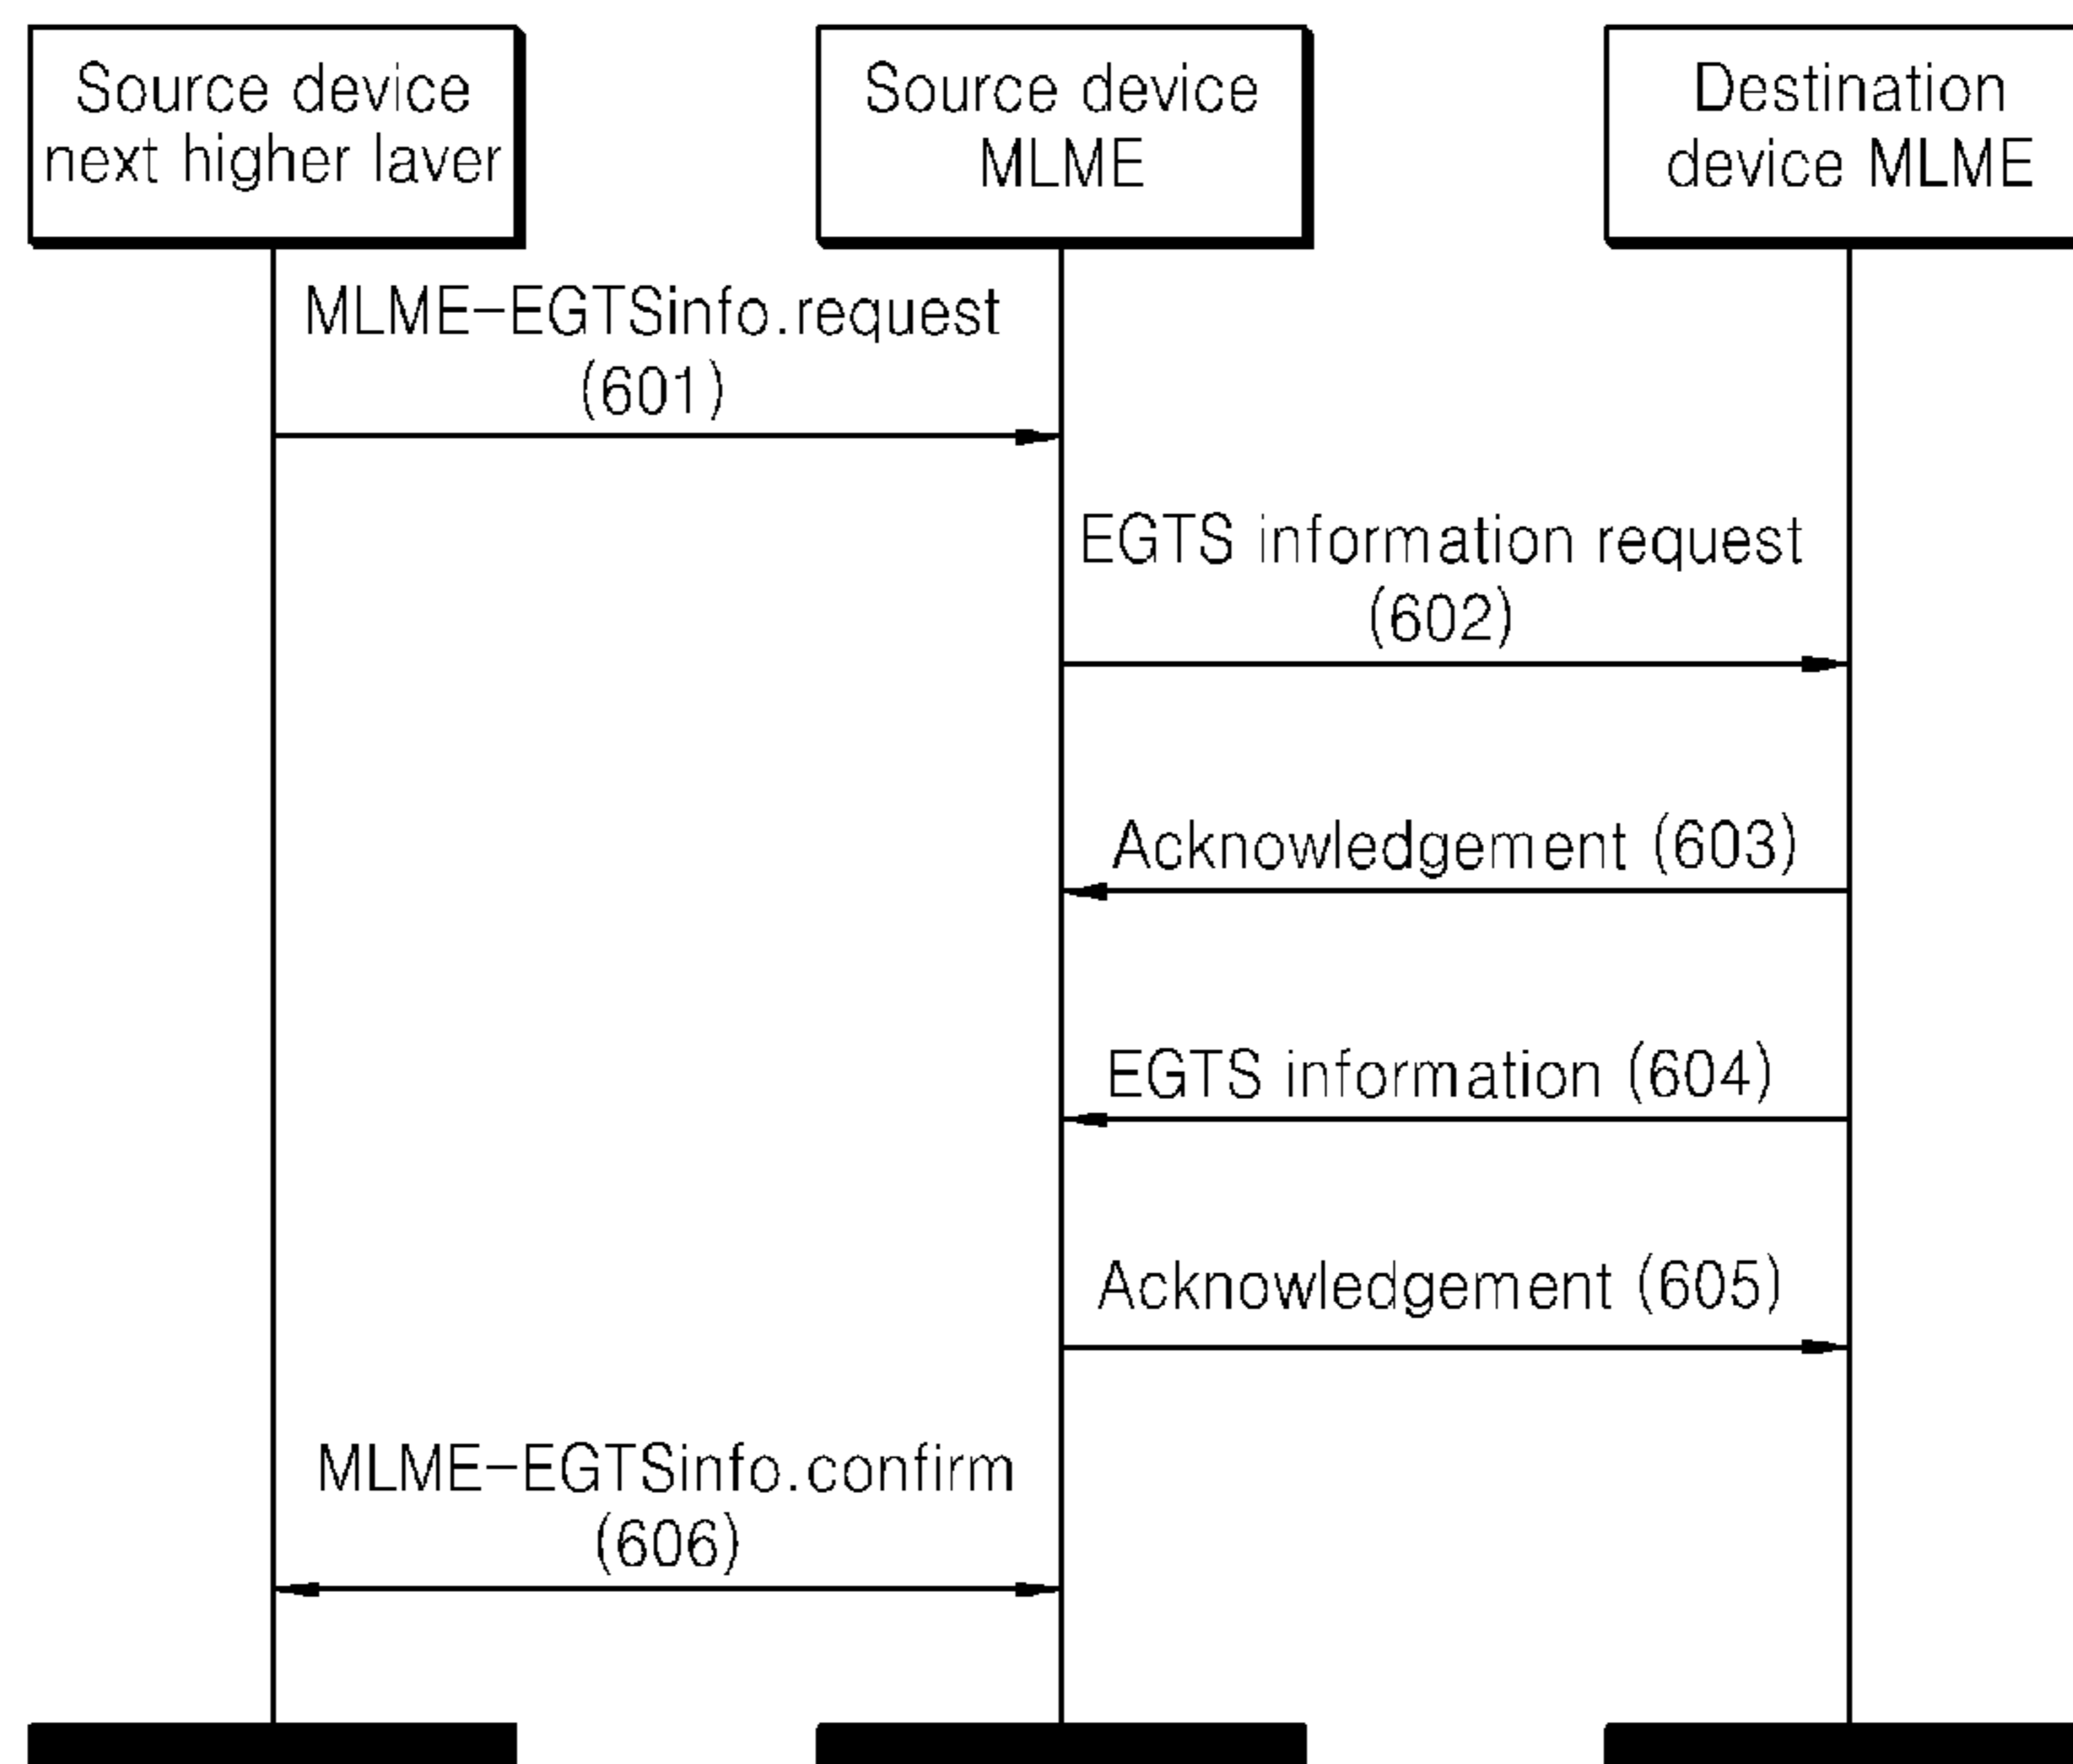 Source device
next higher laver
Source device
MLME
Destination
device MLME
MLME-EGTSinfo.request
(601)
EGTS information request
(602)
Acknowledgement (603)
EGTS information (604)
Acknowledgement (605)
MLME-EGTSinfo.confirm
(606)